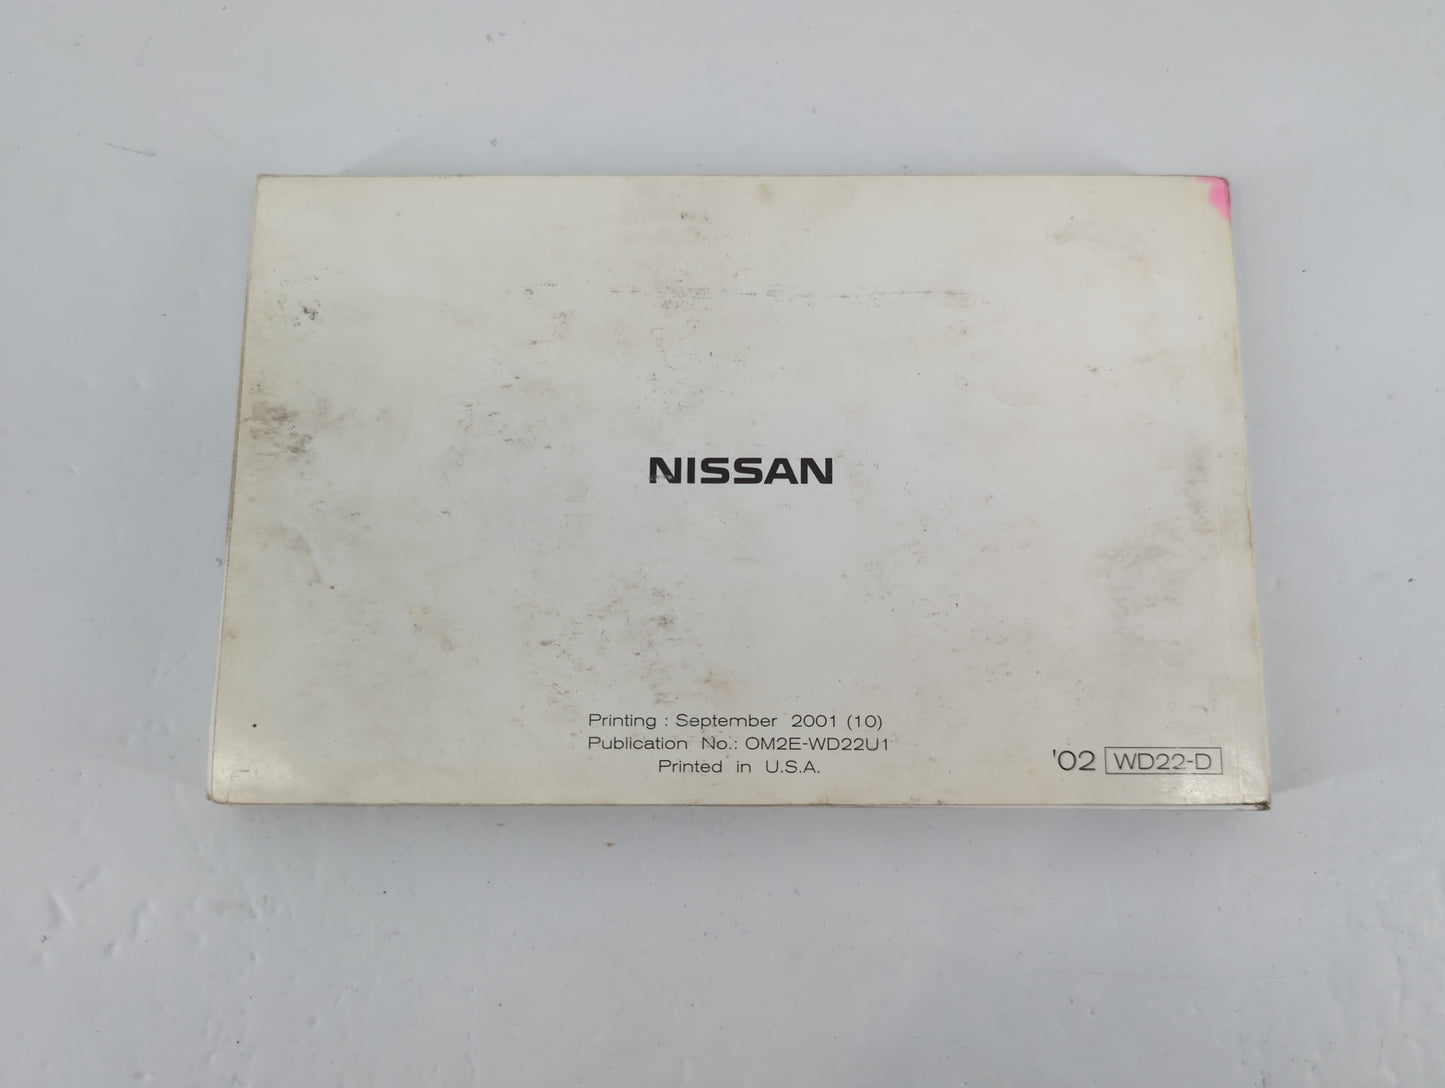 NISSAN
Printing : September 2001 (10)
Publication No.: OM2E-WD22U1
Printed in U.S.A.
'02 WD22-D